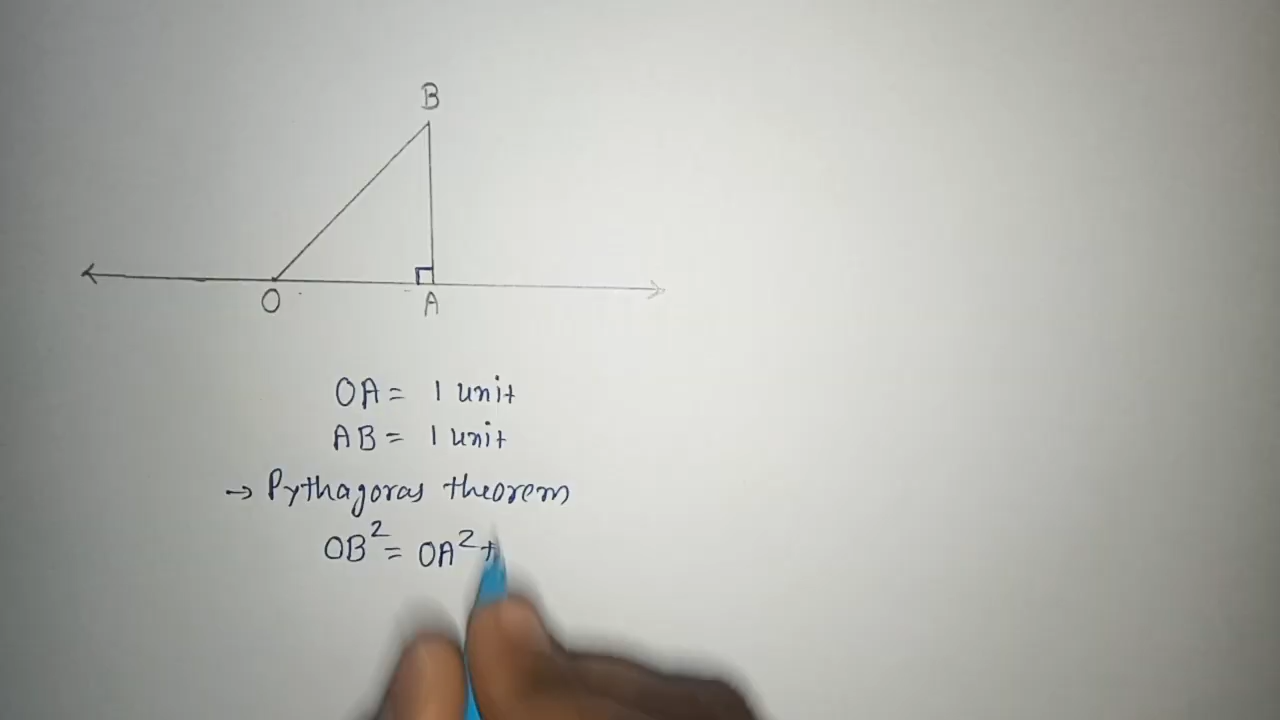 B
O A
OA = 1 unit
AB = 1 unit
→ Pythagoras theorem
OB² = OA² +